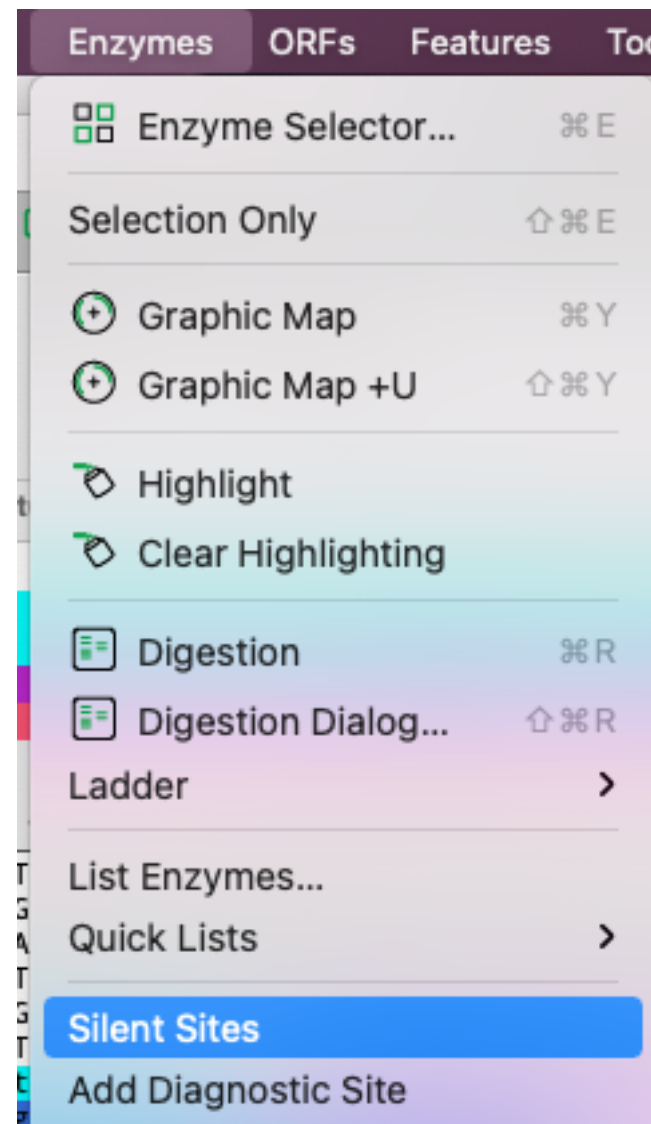 Enzymes ORFs Features Too
Enzyme Selector... ⌘E
Selection Only ⇧⌘E
Graphic Map ⌘Y
Graphic Map +U ⇧⌘Y
Highlight
Clear Highlighting
Digestion ⌘R
Digestion Dialog... ⇧⌘R
Ladder
List Enzymes...
Quick Lists
Silent Sites
Add Diagnostic Site